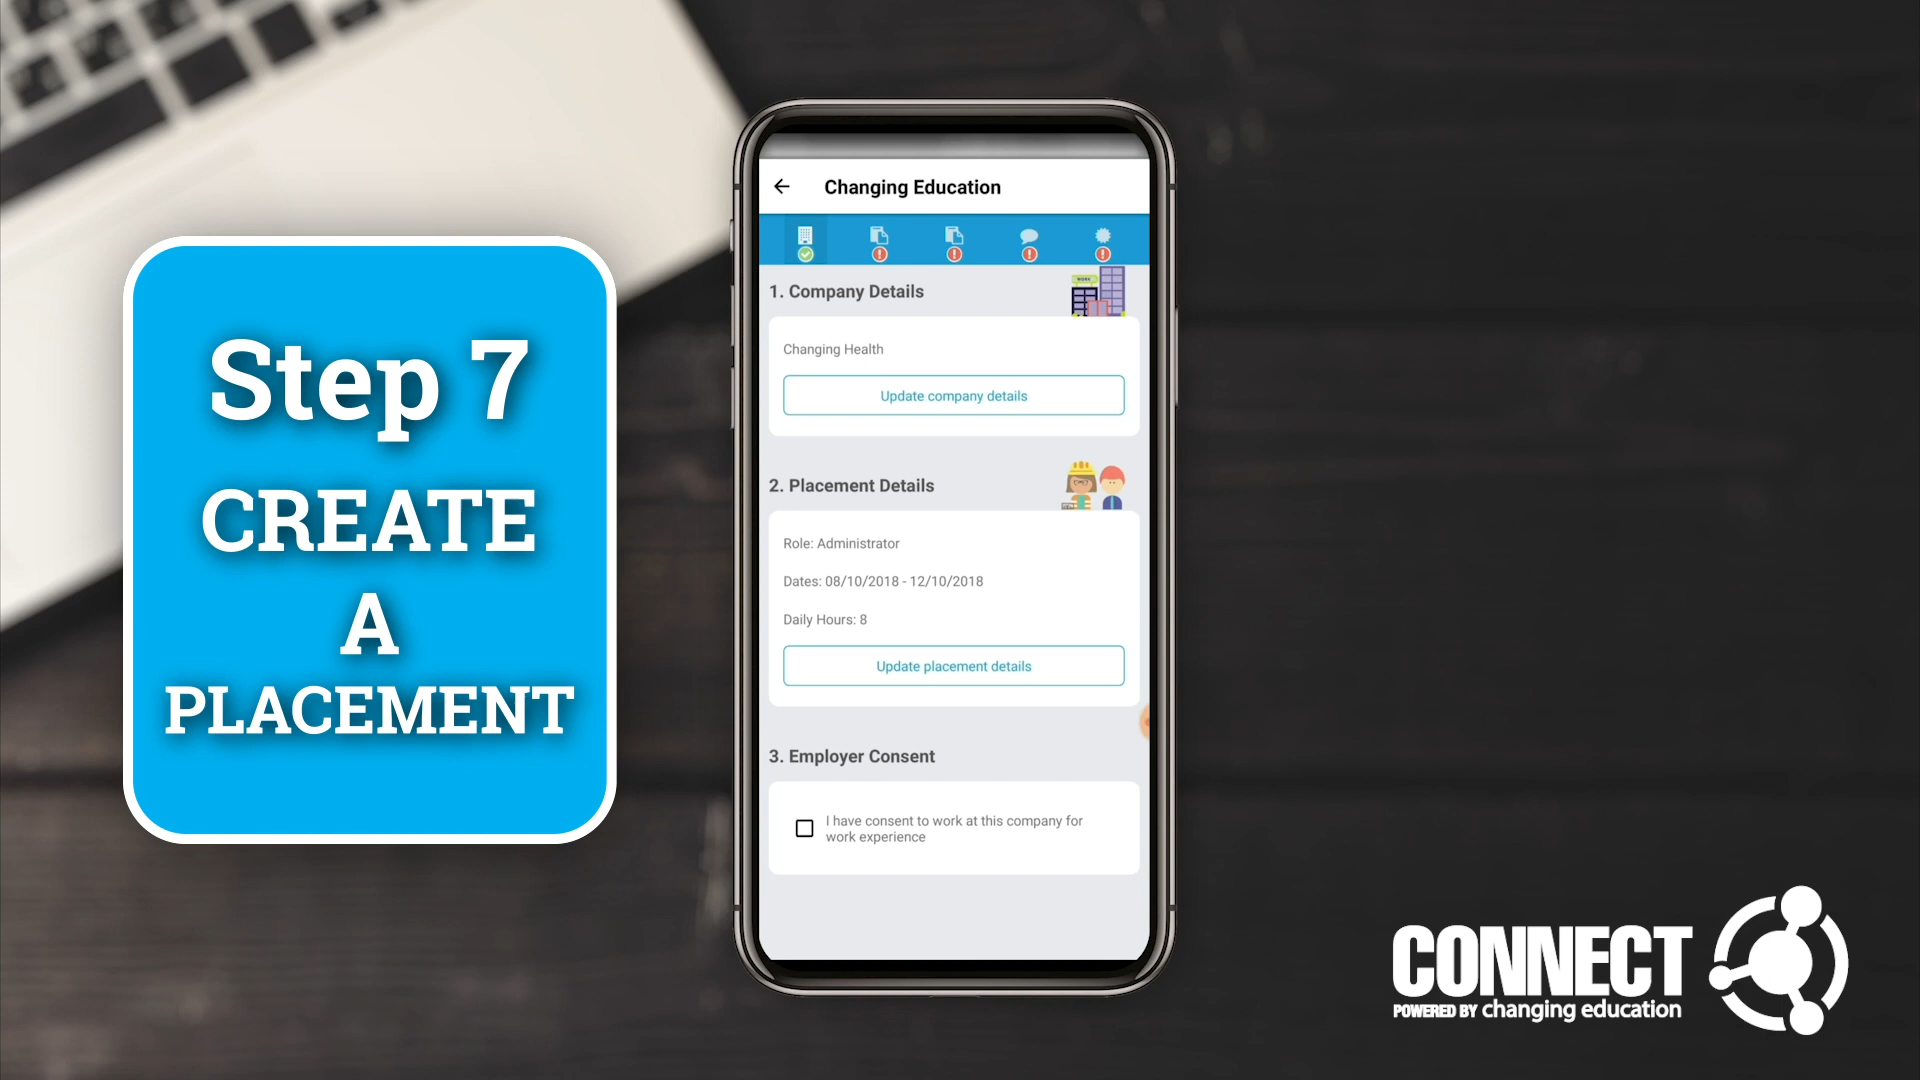 Step 7
CREATE
A
PLACEMENT
Changing Education
1. Company Details
WORK
Changing Health
Update company details
2. Placement Details
Role: Administrator
Dates: 08/10/2018 - 12/10/2018
Daily Hours: 8
Update placement details
3. Employer Consent
I have consent to work at this company for
work experience
CONNECT
POWERED BY changing education